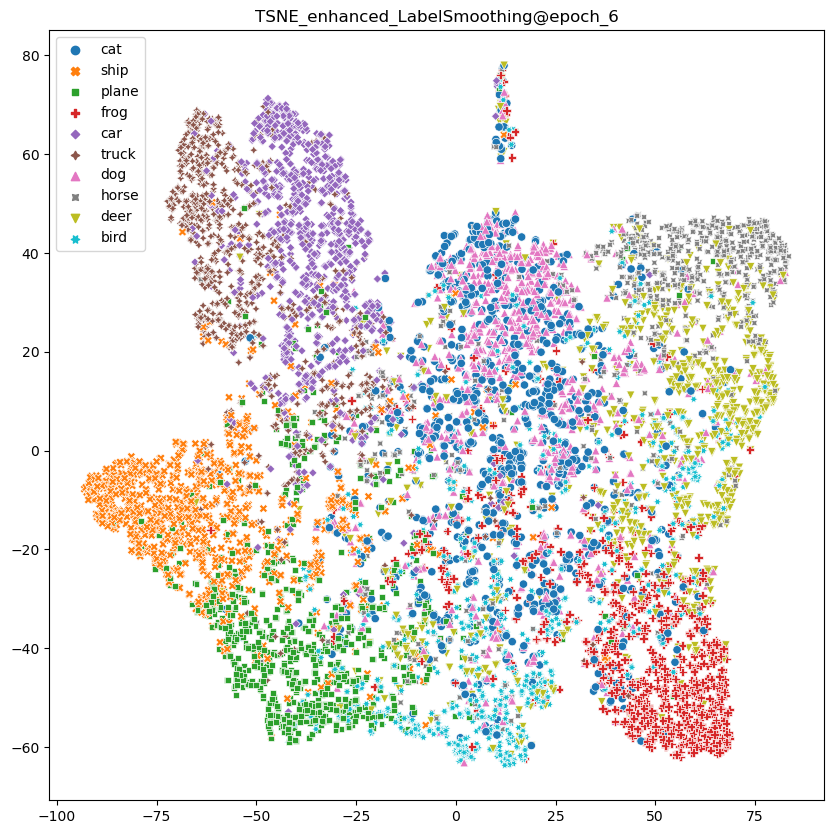 TSNE_enhanced_LabelSmoothing@epoch_6
cat
ship
plane
frog
car
truck
dog
horse
deer
bird
80
60
40
20
0
−20
−40
−60
−100
−75
−50
−25
0
25
50
75